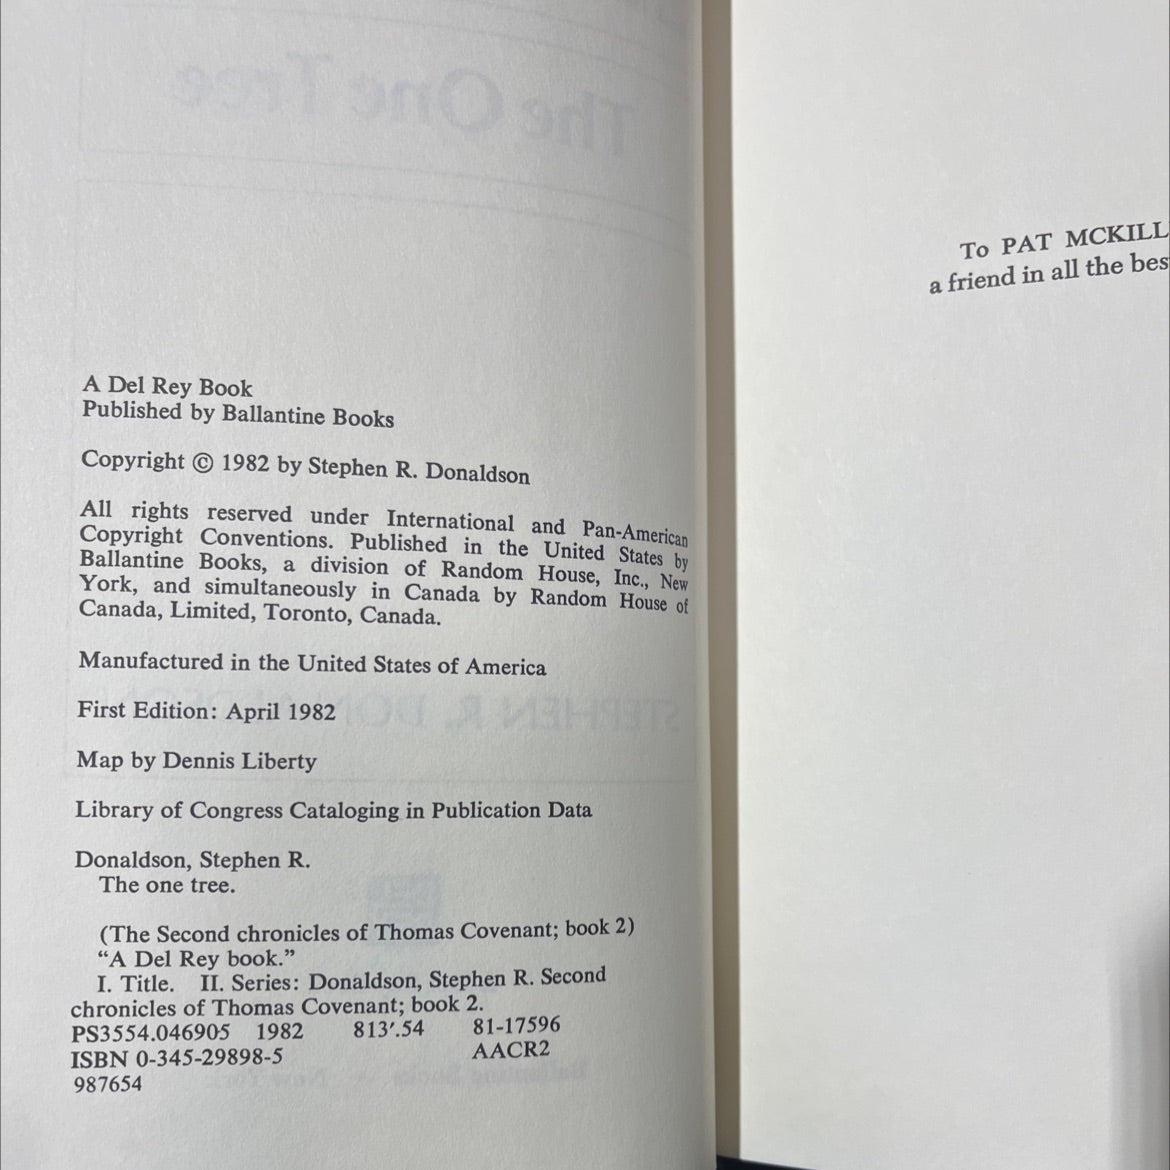 A Del Rey Book
Published by Ballantine Books
Copyright © 1982 by Stephen R. Donaldson
All rights reserved under International and Pan-American
Copyright Conventions. Published in the United States by
Ballantine Books, a division of Random House, Inc., New
York, and simultaneously in Canada by Random House of
Canada, Limited, Toronto, Canada.
Manufactured in the United States of America
First Edition: April 1982
Map by Dennis Liberty
Library of Congress Cataloging in Publication Data
Donaldson, Stephen R.
The one tree.
(The Second chronicles of Thomas Covenant; book 2)
“A Del Rey book.”
I. Title. II. Series: Donaldson, Stephen R. Second
chronicles of Thomas Covenant; book 2.
PS3554.046905 1982 813′.54 81-17596
ISBN 0-345-29898-5 AACR2
987654
To PAT MCKILL
a friend in all the bes
The One Tree
STEPHEN R. DONALDSON